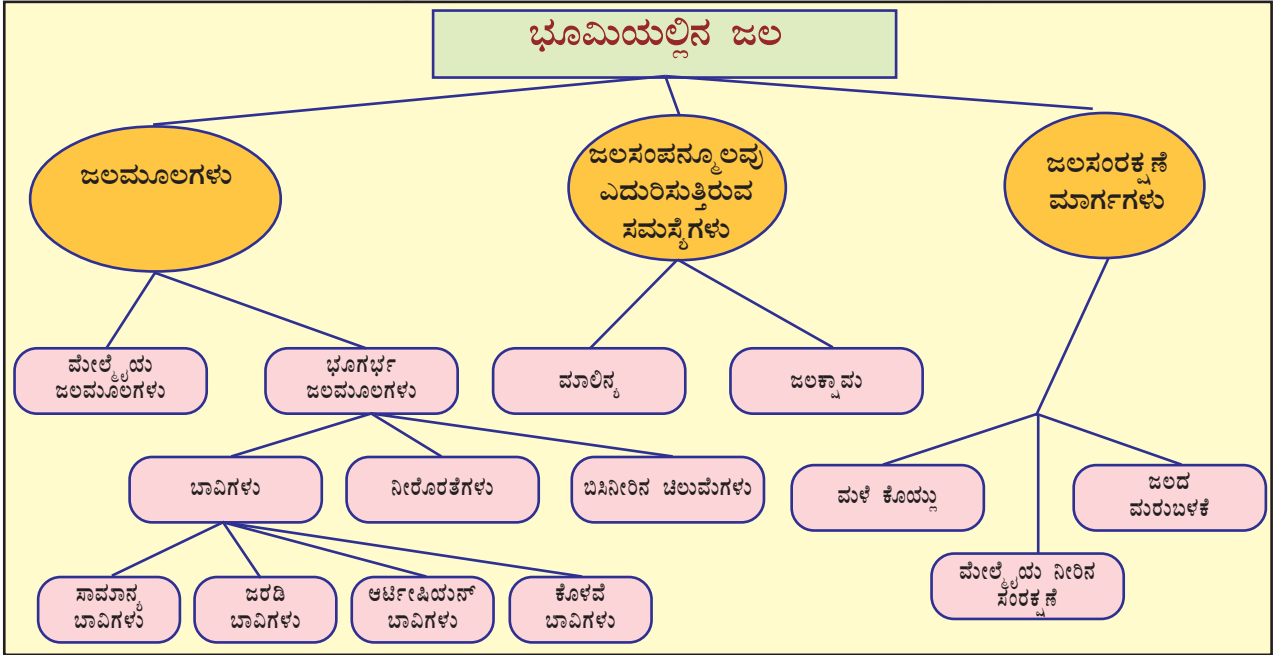 ಭೂಮಿಯಲ್ಲಿನ ಜಲ
ಜಲಮೂಲಗಳು
ಜಲಸಂಪನ್ಮೂಲವು
ಎದುರಿಸುತ್ತಿರುವ
ಸಮಸ್ಯೆಗಳು
ಜಲಸಂರಕ್ಷಣೆ
ಮಾರ್ಗಗಳು
ಮೇಲ್ಮೈಯ
ಜಲಮೂಲಗಳು
ಭೂಗರ್ಭ
ಜಲಮೂಲಗಳು
ಮಾಲಿನ್ಯ
ಜಲಕ್ಷಾಮ
ಬಾವಿಗಳು
ನೀರೊರತೆಗಳು
ಬಿಸಿನೀರಿನ ಚಿಲುಮೆಗಳು
ಮಳೆ ಕೊಯ್ಲು
ಜಲದ
ಮರುಬಳಕೆ
ಮೇಲ್ಮೈಯ ನೀರಿನ
ಸಂರಕ್ಷಣೆ
ಸಾಮಾನ್ಯ
ಬಾವಿಗಳು
ಜರಡಿ
ಬಾವಿಗಳು
ಆರ್ಟೀಷಿಯನ್
ಬಾವಿಗಳು
ಕೊಳವೆ
ಬಾವಿಗಳು